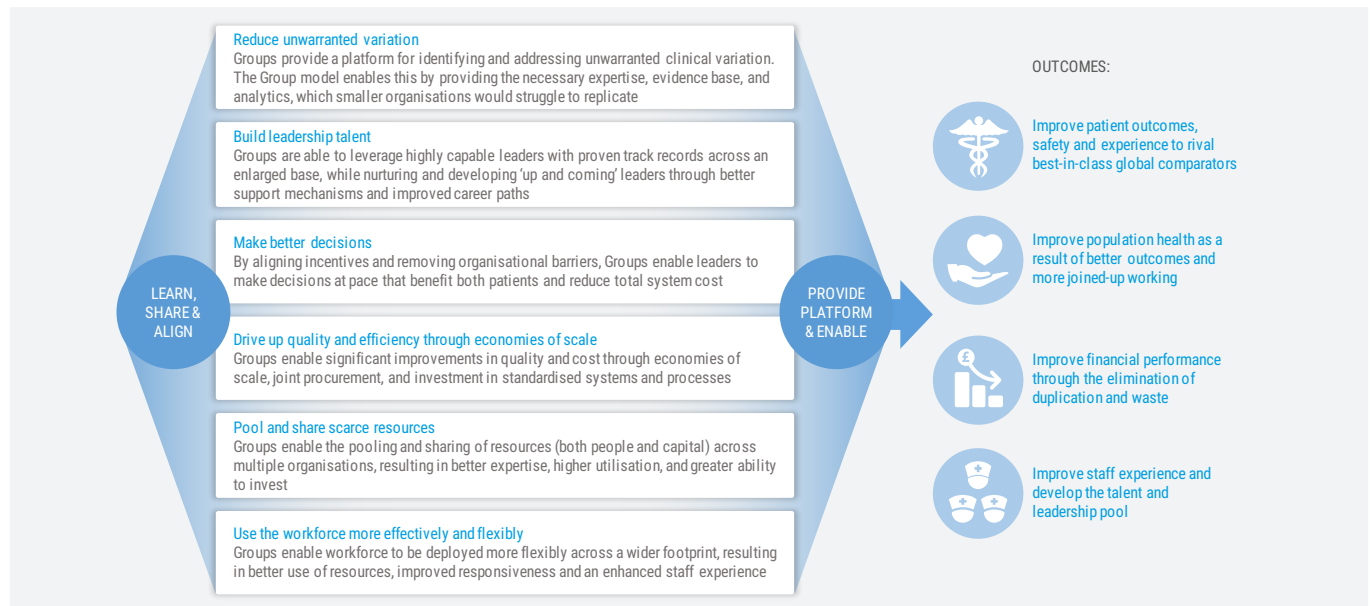 Reduce unwarranted variation
Groups provide a platform for identifying and addressing unwarranted clinical variation.
The Group model enables this by providing the necessary expertise, evidence base, and
analytics, which smaller organisations would struggle to replicate
Build leadership talent
Groups are able to leverage highly capable leaders with proven track records across an
enlarged base, while nurturing and developing ‘up and coming’ leaders through better
support mechanisms and improved career paths
Make better decisions
By aligning incentives and removing organisational barriers, Groups enable leaders to
make decisions at pace that benefit both patients and reduce total system cost
LEARN,
SHARE &
ALIGN
PROVIDE
PLATFORM
& ENABLE
Drive up quality and efficiency through economies of scale
Groups enable significant improvements in quality and cost through economies of
scale, joint procurement, and investment in standardised systems and processes
Pool and share scarce resources
Groups enable the pooling and sharing of resources (both people and capital) across
multiple organisations, resulting in better expertise, higher utilisation, and greater ability
to invest
Use the workforce more effectively and flexibly
Groups enable workforce to be deployed more flexibly across a wider footprint, resulting
in better use of resources, improved responsiveness and an enhanced staff experience
OUTCOMES:
Improve patient outcomes,
safety and experience to rival
best-in-class global comparators
Improve population health as a
result of better outcomes and
more joined-up working
£
Improve financial performance
through the elimination of
duplication and waste
Improve staff experience and
develop the talent and
leadership pool